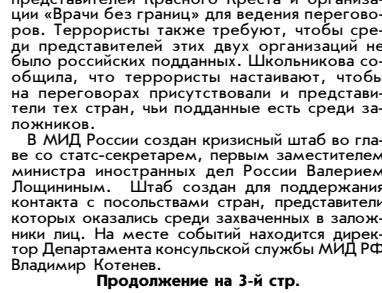 представителей Красного Креста и организа-
ции «Врачи без границ» для ведения перегово-
ров. Террористы также требуют, чтобы сре-
ди представителей этих двух организаций не
было российских подданных. Школьникова со-
общила, что террористы настаивают, чтобы
на переговорах присутствовали и представи-
тели тех стран, чьи подданные есть среди за-
ложников.
В МИД России создан кризисный штаб во гла-
ве со статс-секретарем, первым заместителем
министра иностранных дел России Валерием
Лощининым. Штаб создан для поддержания
контакта с посольствами стран, представители
которых оказались среди захваченных в залож-
ники лиц. На месте событий находится дирек-
тор Департамента консульской службы МИД РФ
Владимир Котенев.
Продолжение на 3-й стр.